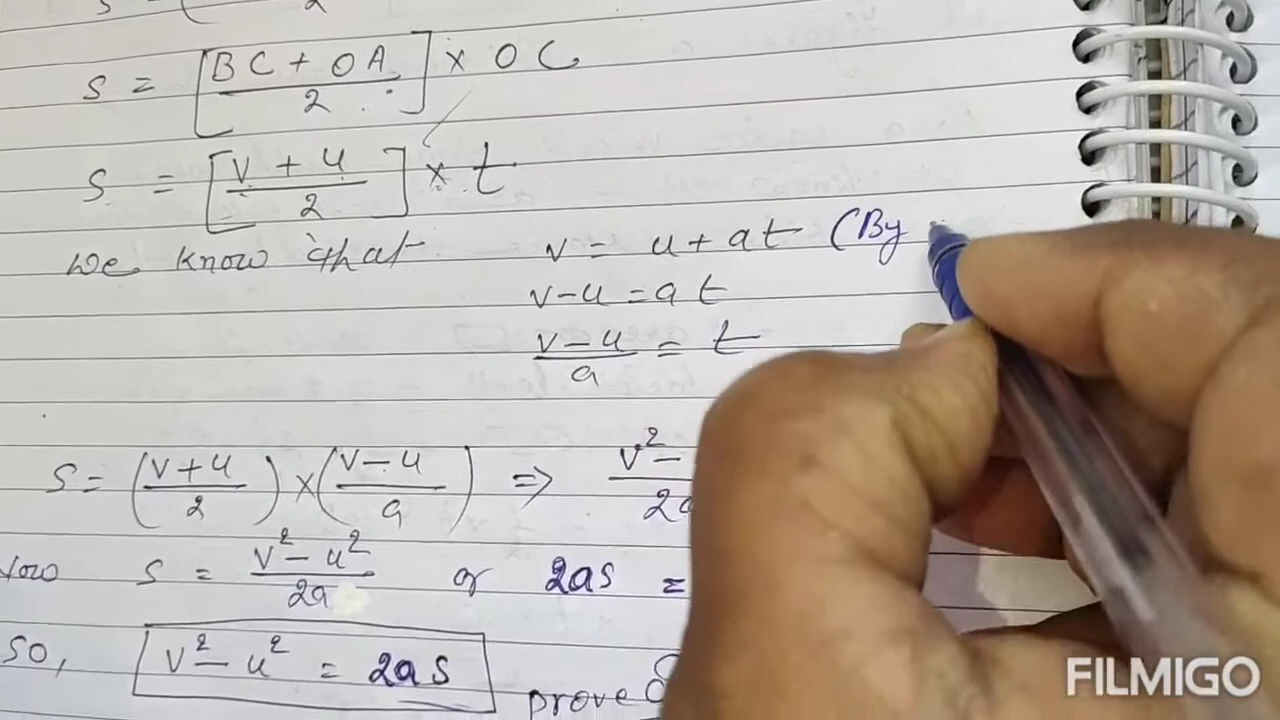 S = [BC + OA / 2] × OC
S = [v + u / 2] × t
we know that v = u + at (By
v - u = at
v - u / a = t
S = (v + u / 2) × (v - u / a) ⇒ v² - / 2a
Now S = v² - u² / 2a or 2as =
So, v² - u² = 2as prove
FILMIGO